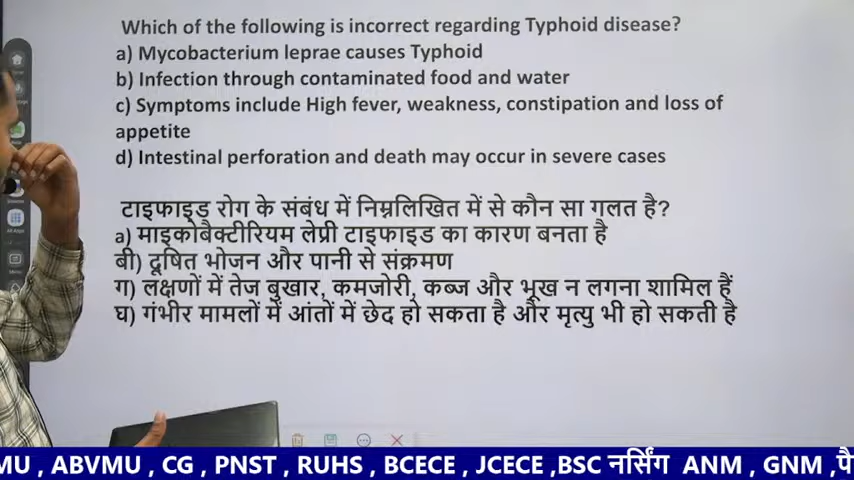 Which of the following is incorrect regarding Typhoid disease?
a) Mycobacterium leprae causes Typhoid
b) Infection through contaminated food and water
c) Symptoms include High fever, weakness, constipation and loss of
appetite
d) Intestinal perforation and death may occur in severe cases
टाइफाइड रोग के संबंध में निम्नलिखित में से कौन सा गलत है?
a) माइकोबैक्टीरियम लेप्री टाइफाइड का कारण बनता है
बी) दूषित भोजन और पानी से संक्रमण
ग) लक्षणों में तेज बुखार, कमजोरी, कब्ज और भूख न लगना शामिल हैं
घ) गंभीर मामलों में आंतों में छेद हो सकता है और मृत्यु भी हो सकती है
MU , ABVMU , CG , PNST , RUHS , BCECE , JCECE ,BSC नर्सिंग ANM , GNM ,पै